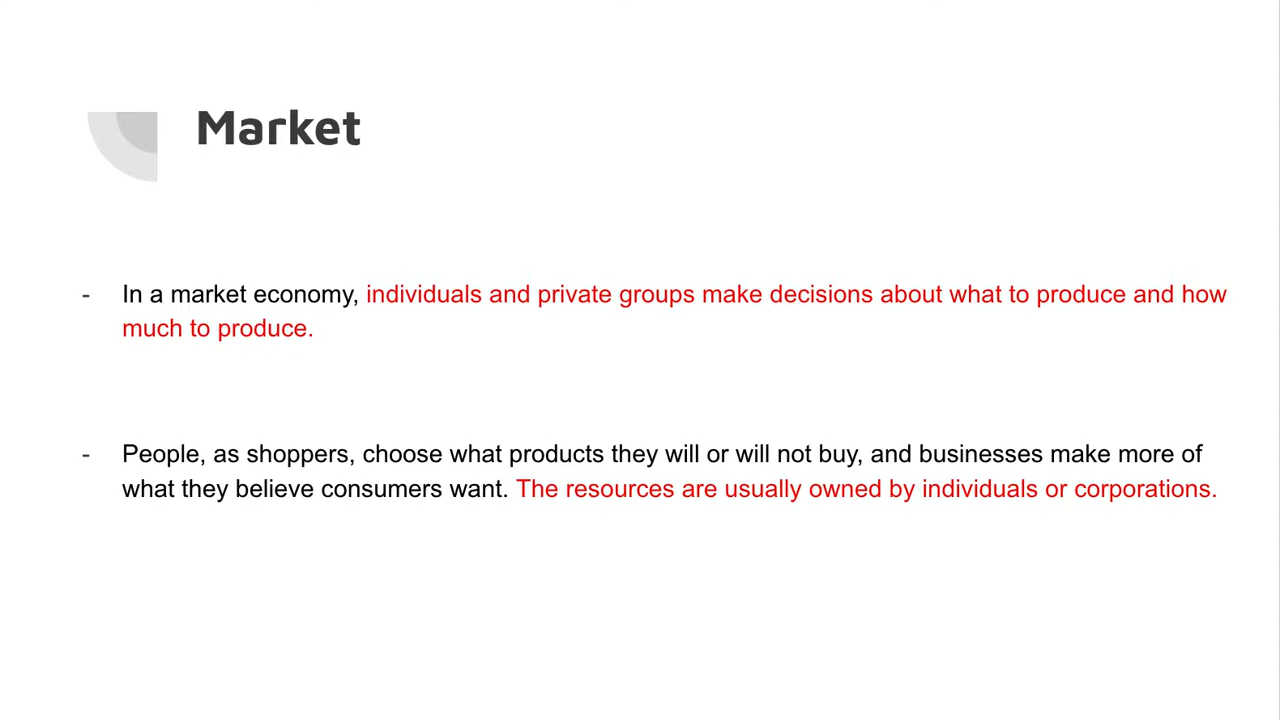 Market
- In a market economy, individuals and private groups make decisions about what to produce and how
much to produce.
- People, as shoppers, choose what products they will or will not buy, and businesses make more of
what they believe consumers want. The resources are usually owned by individuals or corporations.